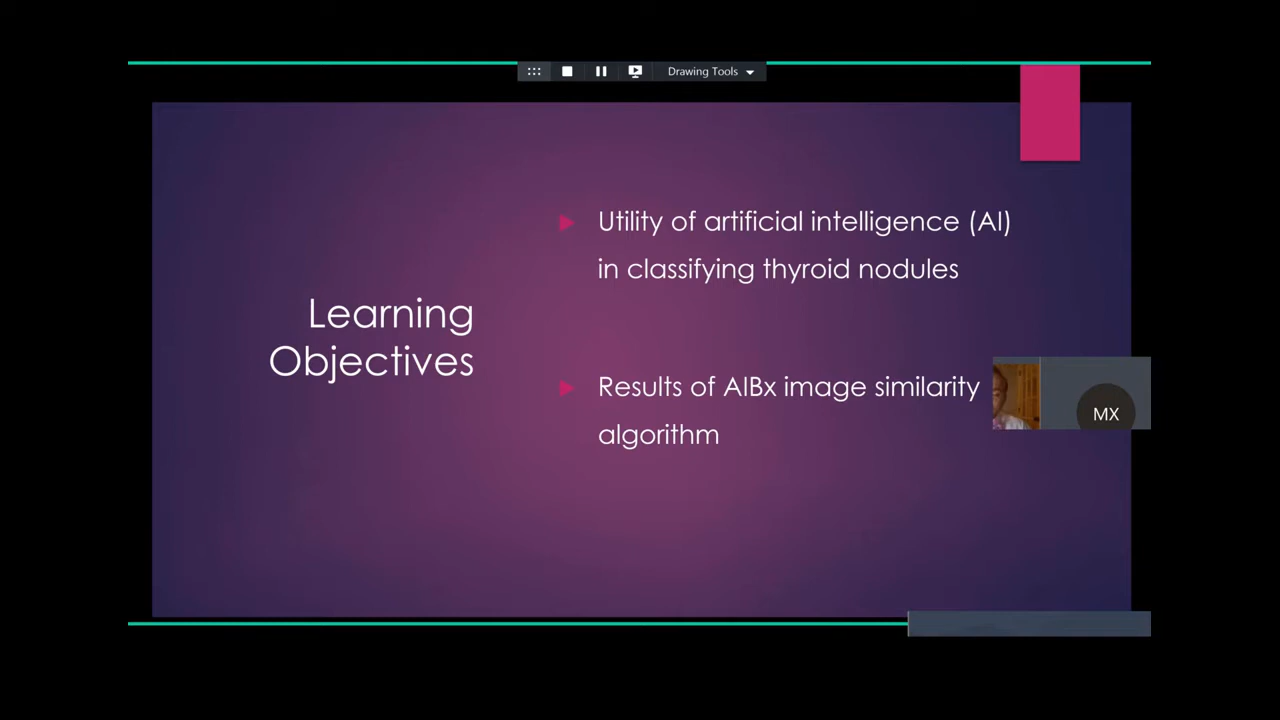 Drawing Tools
Learning
Objectives
Utility of artificial intelligence (AI)
in classifying thyroid nodules
Results of AIBx image similarity
algorithm
MX